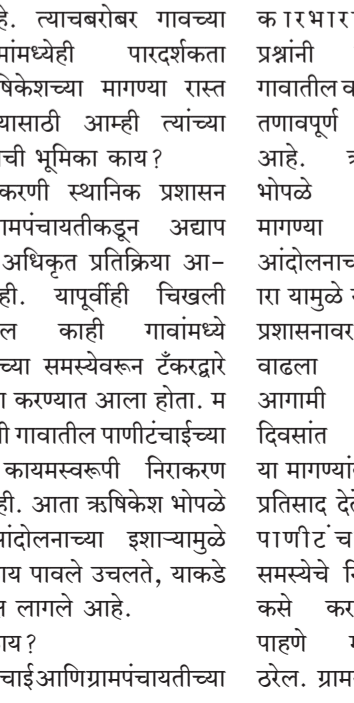 हे. त्याचबरोबर गावच्या
मांमध्येही पारदर्शकता
षिकेशच्या मागण्या रास्त
यासाठी आम्ही त्यांच्या
ची भूमिका काय?
करणी स्थानिक प्रशासन
ामपंचायतीकडून अद्याप
अधिकृत प्रतिक्रिया आ-
ही. यापूर्वीही चिखली
ल काही गावांमध्ये
च्या समस्येवरून टँकरद्वारे
ा करण्यात आला होता. म
ी गावातील पाणीटंचाईच्या
कायमस्वरूपी निराकरण
ही. आता ऋषिकेश भोपळे
ांदोलनाच्या इशाऱ्यामुळे
ाय पावले उचलते, याकडे
लागले आहे.
ाय?
चाईआणिग्रामपंचायतीच्या
कारभार
प्रश्नांनी
गावातील व
तणावपूर्ण
आहे.
भोपळे
मागण्या
आंदोलनाच
ारा यामुळे
प्रशासनावर
वाढला
आगामी
दिवसांत
या मागण्यां
प्रतिसाद दे
पाणीटंच
समस्येचे नि
कसे कर
पाहणे म
ठरेल. ग्राम